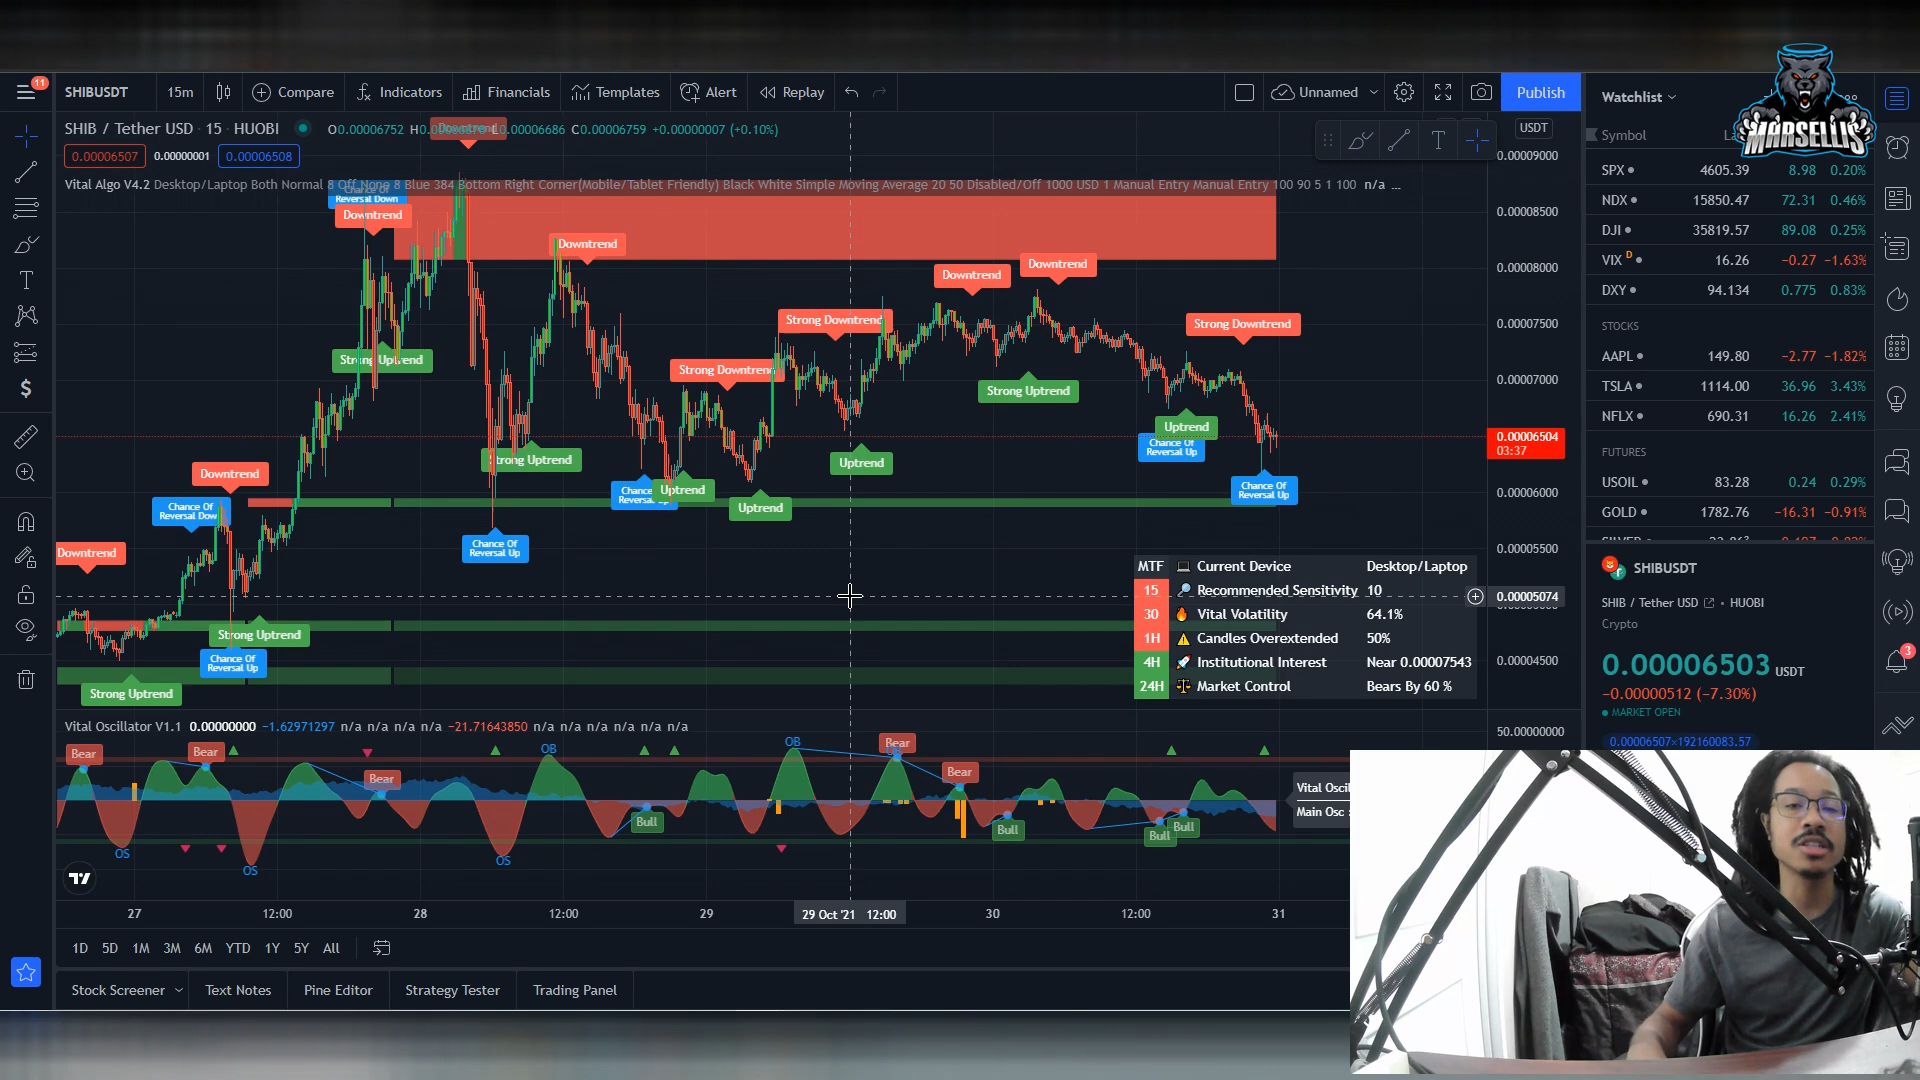 11
SHIBUSDT
15m
Compare
Indicators
Financials
Templates
Alert
Replay
Unnamed
Publish
Watchlist
MARSELLIS
SHIB / Tether USD · 15 · HUOBI
O0.00006752 H0. L0.00006686 C0.00006759 +0.00000007 (+0.10%)
0.00006507 0.00000001 0.00006508
Vital Algo V4.2 Desktop/Laptop Both Normal 8 Off None 8 Blue 384 Bottom Right Corner(Mobile/Tablet Friendly) Black White Simple Moving Average 20 50 Disabled/Off 1000 USD 1 Manual Entry Manual Entry 100 90 5 1 100 n/a ...
Downtrend
Chance Of
Reversal Down
Downtrend
Downtrend
Downtrend
Downtrend
Strong Downtrend
Strong Downtrend
Strong Downtrend
Strong Uptrend
Strong Uptrend
Strong Uptrend
Uptrend
Chance Of
Reversal Up
Uptrend
Chance Of
Reversal Up
Uptrend
Uptrend
Chance Of
Reversal Up
Chance Of
Reversal Up
Downtrend
Chance Of
Reversal Dow
Downtrend
Strong Uptrend
Chance Of
Reversal Up
Strong Uptrend
USDT
0.00009000
0.00008500
0.00008000
0.00007500
0.00007000
0.00006504
03:37
0.00006000
0.00005500
0.00005074
0.00004500
MTF Current Device Desktop/Laptop
15 Recommended Sensitivity 10
30 Vital Volatility 64.1%
1H Candles Overextended 50%
4H Institutional Interest Near 0.00007543
24H Market Control Bears By 60 %
Vital Oscillator V1.1 0.00000000 −1.62971297 n/a n/a n/a n/a −21.71643850 n/a n/a n/a n/a n/a n/a
50.00000000
Bear
Bear
Bear
Bear
Bear
OB
OB
OS
OS
OS
Bull
Bull
Bull
Bull
Vital Oscil
Main Osc :
27
12:00
28
12:00
29
29 Oct '21 12:00
30
12:00
31
1D 5D 1M 3M 6M YTD 1Y 5Y All
Stock Screener
Text Notes
Pine Editor
Strategy Tester
Trading Panel
Symbol
SPX 4605.39 8.98 0.20%
NDX 15850.47 72.31 0.46%
DJI 35819.57 89.08 0.25%
VIX D 16.26 −0.27 −1.63%
DXY 94.134 0.775 0.83%
STOCKS
AAPL 149.80 −2.77 −1.82%
TSLA 1114.00 36.96 3.43%
NFLX 690.31 16.26 2.41%
FUTURES
USOIL 83.28 0.24 0.29%
GOLD 1782.76 −16.31 −0.91%
SHIBUSDT
SHIB / Tether USD • HUOBI
Crypto
0.00006503 USDT
−0.00000512 (−7.30%)
MARKET OPEN
0.00006507×192160083.57
3